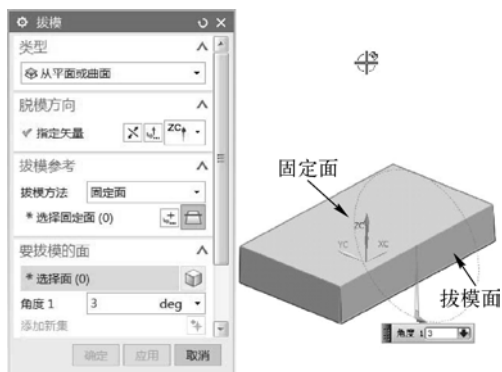 拔模
类型
从平面或曲面
脱模方向
指定矢量
ZC
拔模参考
拔模方法 固定面
* 选择固定面 (0)
要拔模的面
* 选择面 (0)
角度 1 3 deg
添加新集
确定 应用 取消
固定面
ZC
YC XC
拔模面
角度 1 3